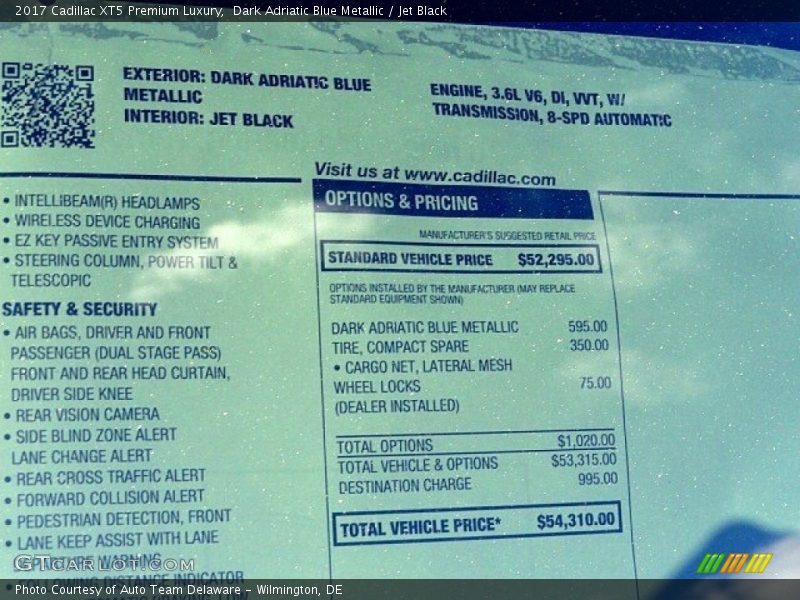 2017 Cadillac XT5 Premium Luxury, Dark Adriatic Blue Metallic / Jet Black
EXTERIOR: DARK ADRIATIC BLUE
METALLIC
INTERIOR: JET BLACK
ENGINE, 3.6L V6, DI, VVT, W/
TRANSMISSION, 8-SPD AUTOMATIC
• INTELLIBEAM(R) HEADLAMPS
• WIRELESS DEVICE CHARGING
• EZ KEY PASSIVE ENTRY SYSTEM
• STEERING COLUMN, POWER TILT &
TELESCOPIC
SAFETY & SECURITY
• AIR BAGS, DRIVER AND FRONT
PASSENGER (DUAL STAGE PASS)
FRONT AND REAR HEAD CURTAIN,
DRIVER SIDE KNEE
• REAR VISION CAMERA
• SIDE BLIND ZONE ALERT
LANE CHANGE ALERT
• REAR CROSS TRAFFIC ALERT
• FORWARD COLLISION ALERT
• PEDESTRIAN DETECTION, FRONT
• LANE KEEP ASSIST WITH LANE
DEPARTURE WARNING
• FOLLOWING DISTANCE INDICATOR
Visit us at www.cadillac.com
OPTIONS & PRICING
MANUFACTURER'S SUGGESTED RETAIL PRICE
STANDARD VEHICLE PRICE $52,295.00
OPTIONS INSTALLED BY THE MANUFACTURER (MAY REPLACE
STANDARD EQUIPMENT SHOWN)
DARK ADRIATIC BLUE METALLIC 595.00
TIRE, COMPACT SPARE 350.00
• CARGO NET, LATERAL MESH
WHEEL LOCKS 75.00
(DEALER INSTALLED)
TOTAL OPTIONS $1,020.00
TOTAL VEHICLE & OPTIONS $53,315.00
DESTINATION CHARGE 995.00
TOTAL VEHICLE PRICE* $54,310.00
GTCARLOT.COM
Photo Courtesy of Auto Team Delaware - Wilmington, DE